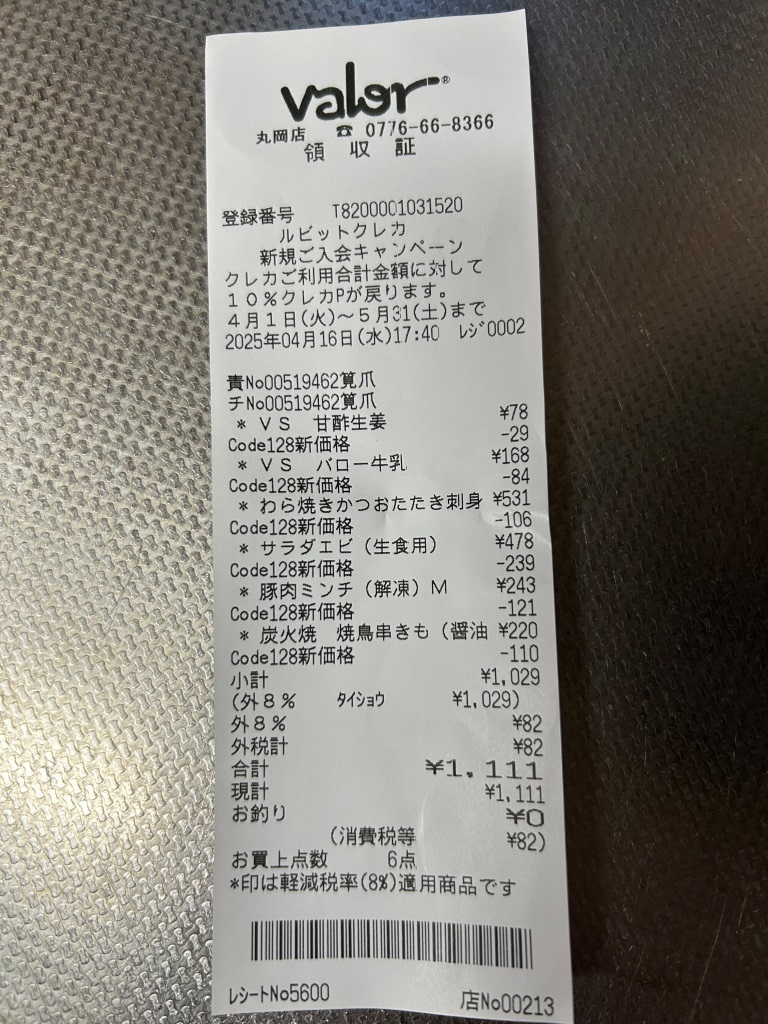 valor®
丸岡店 ☎ 0776-66-8366
領 収 証
登録番号 T8200001031520
ルビットクレカ
新規ご入会キャンペーン
クレカご利用合計金額に対して
10%クレカPが戻ります。
4月1日(火)～5月31(土)まで
2025年04月16日(水)17:40 レジ0002
責No00519462筧爪
チNo00519462筧爪
* VS 甘酢生姜 ¥78
Code128新価格 -29
* VS バロー牛乳 ¥168
Code128新価格 -84
* わら焼きかつおたたき刺身 ¥531
Code128新価格 -106
* サラダエビ(生食用) ¥478
Code128新価格 -239
* 豚肉ミンチ(解凍)M ¥243
Code128新価格 -121
* 炭火焼 焼鳥串きも(醤油 ¥220
Code128新価格 -110
小計 ¥1,029
(外8% タイショウ ¥1,029)
外8% ¥82
外税計 ¥82
合計 ¥1,111
現計 ¥1,111
お釣り ¥0
(消費税等 ¥82)
お買上点数 6点
*印は軽減税率(8%)適用商品です
レシートNo5600 店No00213